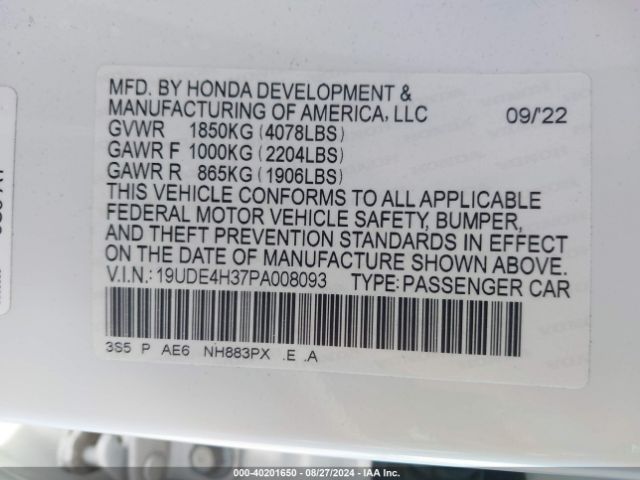 MFD. BY HONDA DEVELOPMENT &
MANUFACTURING OF AMERICA, LLC 09/'22
GVWR 1850KG (4078LBS)
GAWR F 1000KG (2204LBS)
GAWR R 865KG (1906LBS)
THIS VEHICLE CONFORMS TO ALL APPLICABLE
FEDERAL MOTOR VEHICLE SAFETY, BUMPER,
AND THEFT PREVENTION STANDARDS IN EFFECT
ON THE DATE OF MANUFACTURE SHOWN ABOVE.
V.I.N.: 19UDE4H37PA008093 TYPE: PASSENGER CAR
3S5 P AE6 NH883PX .E .A
000-40201650 / 08/27/2024 / IAAI.COM